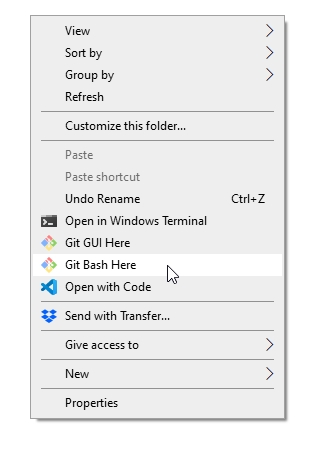 View
Sort by
Group by
Refresh
Customize this folder...
Paste
Paste shortcut
Undo Rename Ctrl+Z
Open in Windows Terminal
Git GUI Here
Git Bash Here
Open with Code
Send with Transfer...
Give access to
New
Properties